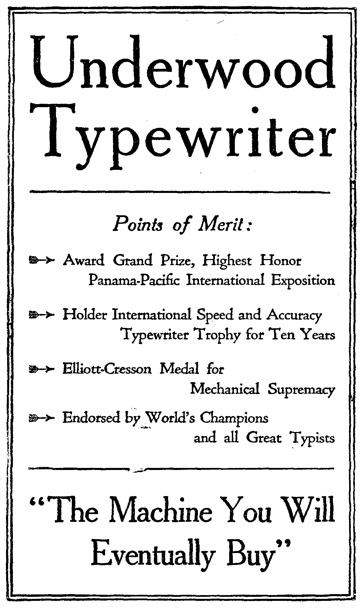 Underwood
Typewriter
Points of Merit:
Award Grand Prize, Highest Honor
Panama-Pacific International Exposition
Holder International Speed and Accuracy
Typewriter Trophy for Ten Years
Elliott-Cresson Medal for
Mechanical Supremacy
Endorsed by World's Champions
and all Great Typists
"The Machine You Will
Eventually Buy"